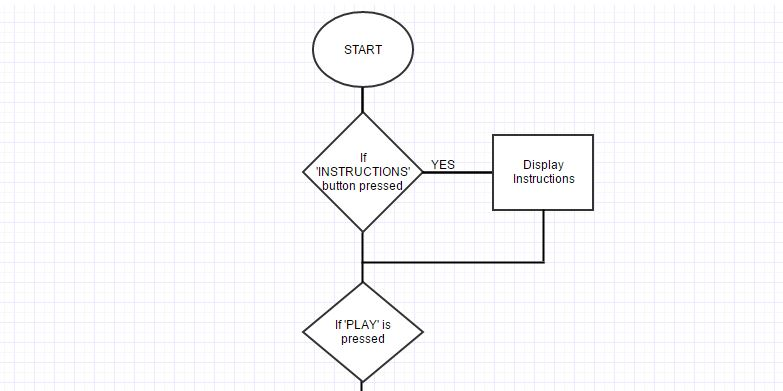 START
If
'INSTRUCTIONS'
button pressed
YES
Display
Instructions
If 'PLAY' is
pressed